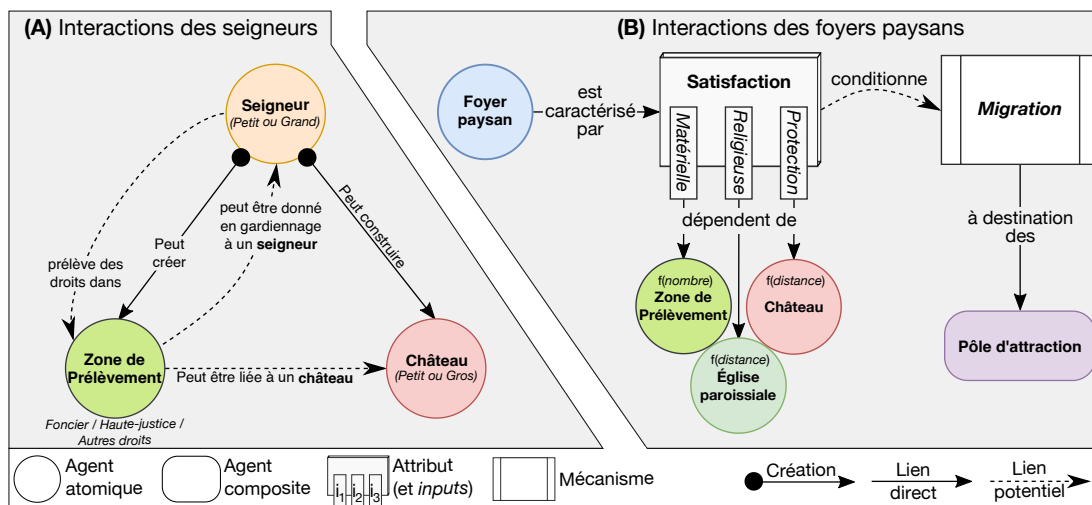 (A) Interactions des seigneurs
Seigneur
(Petit ou Grand)
prélève des
droits dans
Peut
créer
peut être donné
en gardiennage
à un seigneur
Peut construire
Zone de
Prélèvement
Foncier / Haute-justice /
Autres droits
Peut être liée à un château
Château
(Petit ou Gros)
(B) Interactions des foyers paysans
Foyer
paysan
est
caractérisé
par
Satisfaction
Matérielle
Religieuse
Protection
conditionne
Migration
dépendent de
f(nombre)
Zone de
Prélèvement
f(distance)
Château
f(distance)
Église
paroissiale
à destination
des
Pôle d'attraction
Agent
atomique
Agent
composite
i1 i2 i3
Attribut
(et inputs)
Mécanisme
Création
Lien
direct
Lien
potentiel